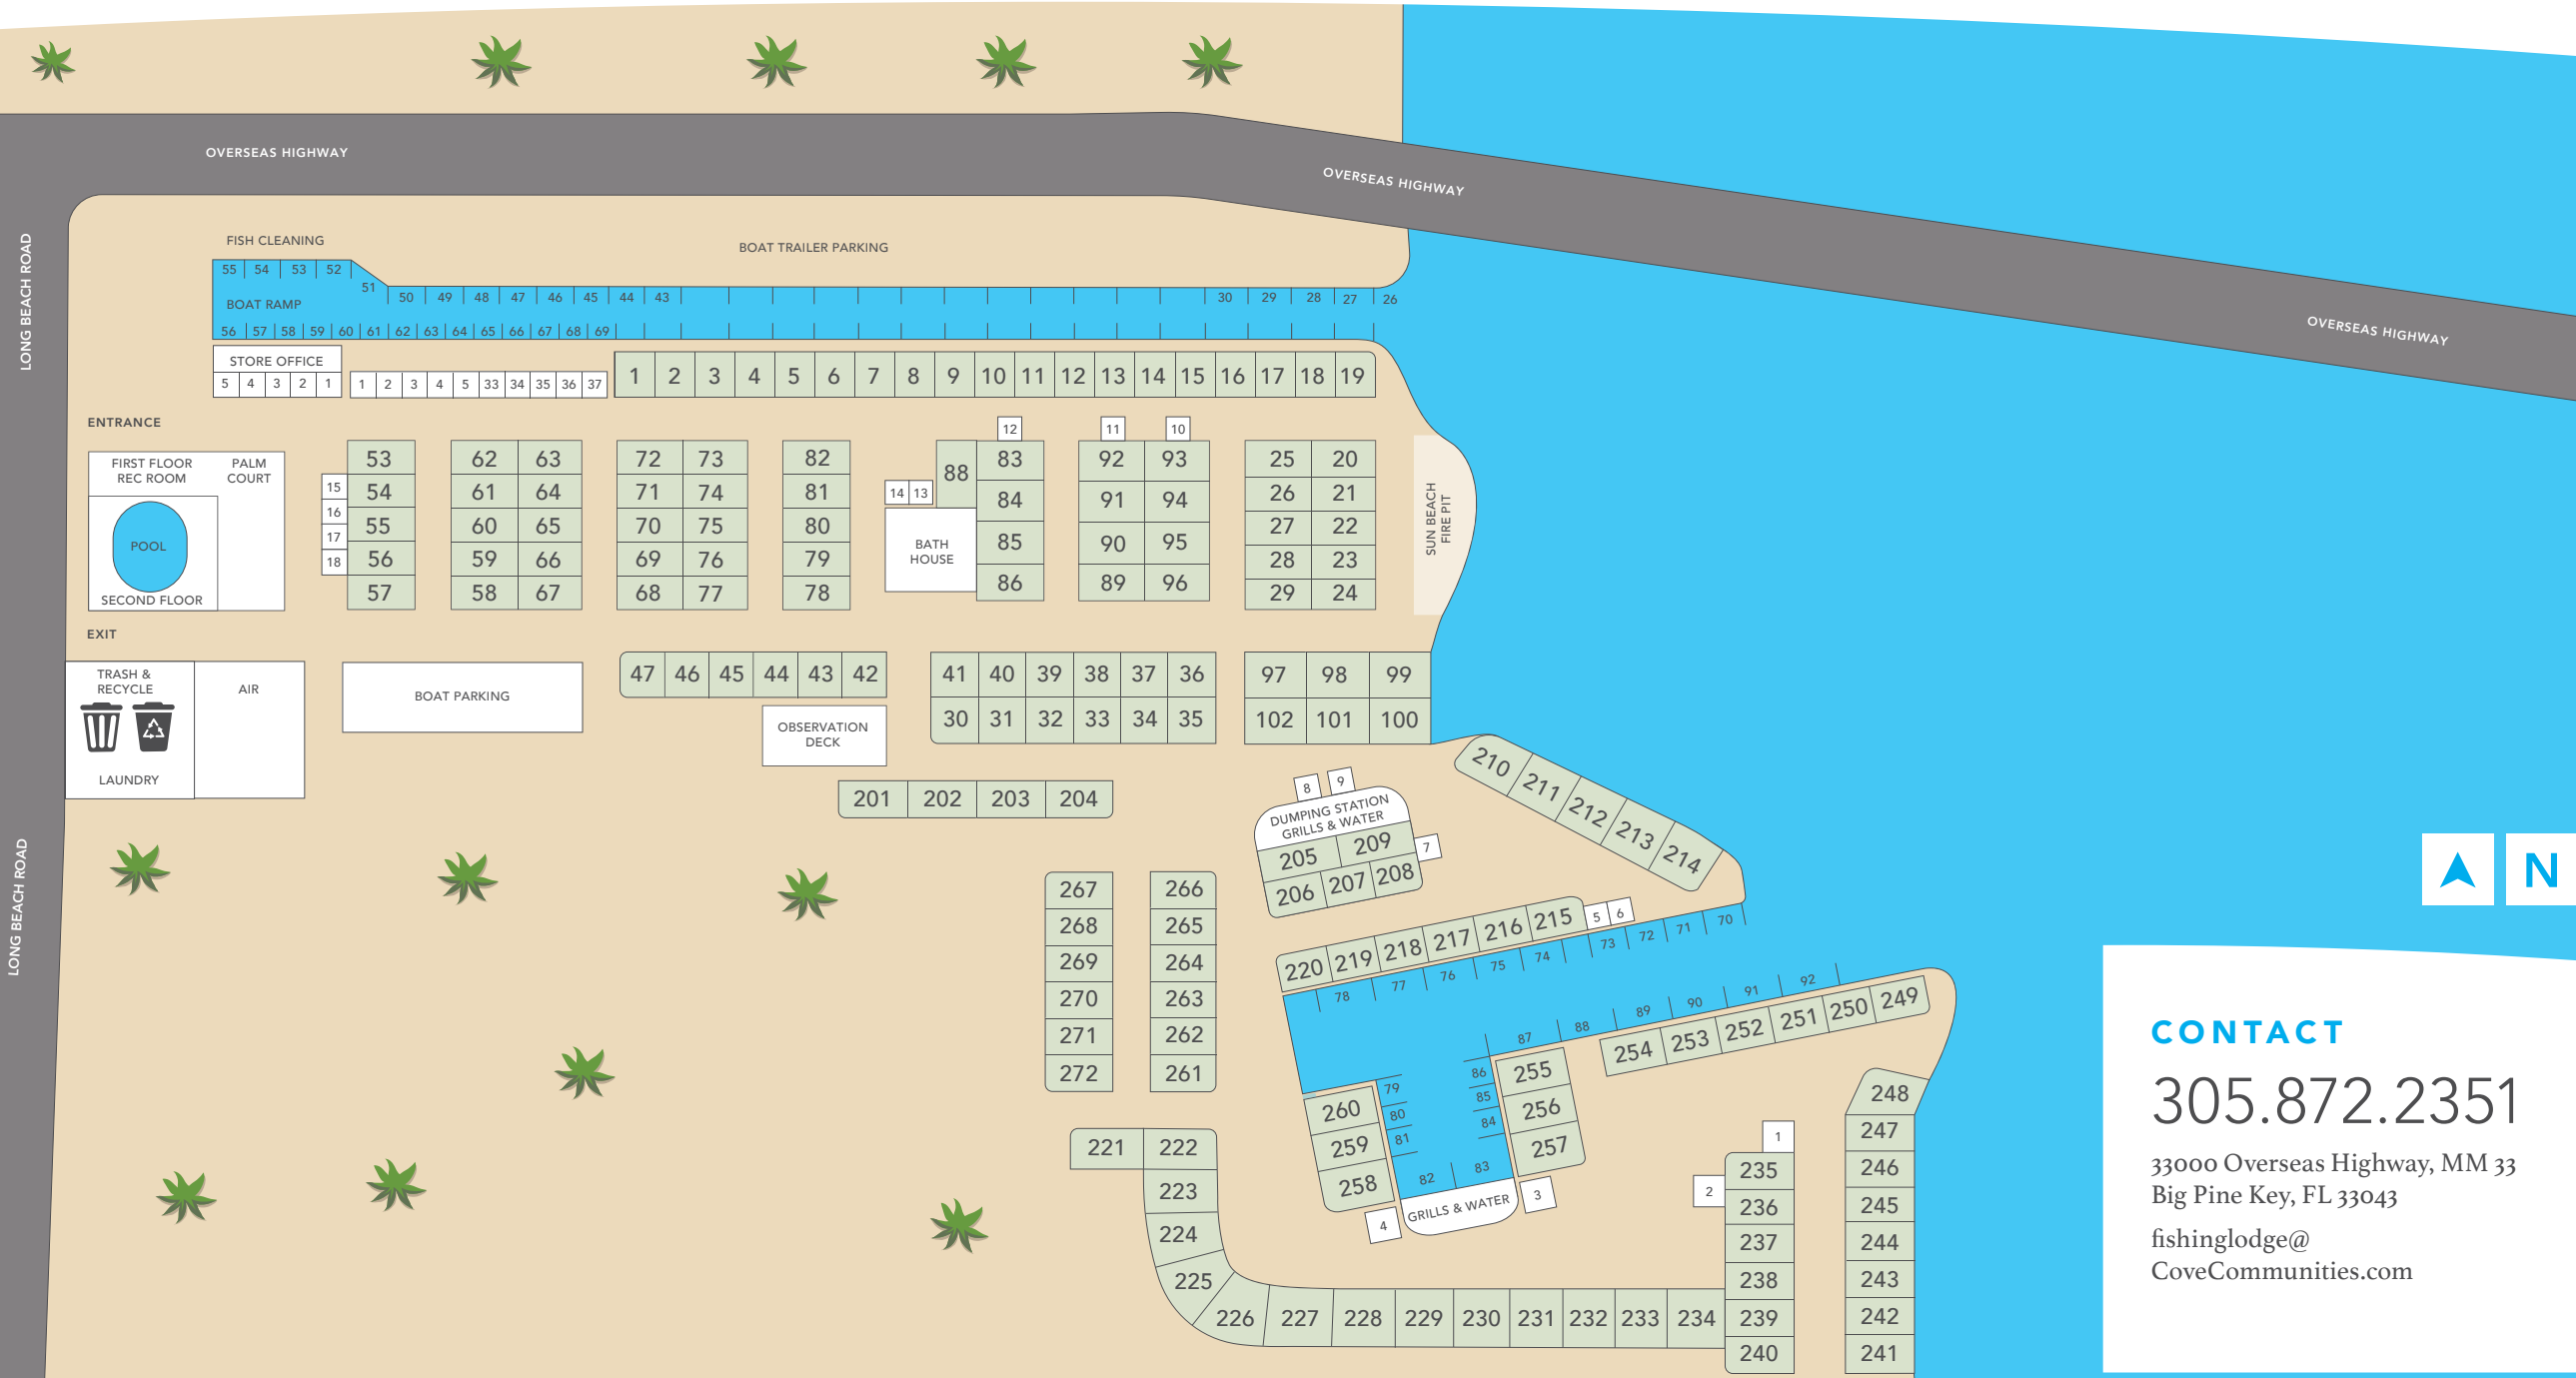 OVERSEAS HIGHWAY
OVERSEAS HIGHWAY
OVERSEAS HIGHWAY
LONG BEACH ROAD
LONG BEACH ROAD
FISH CLEANING
BOAT TRAILER PARKING
55 54 53 52
51 50 49 48 47 46 45 44 43 30 29 28 27 26
BOAT RAMP
56 57 58 59 60 61 62 63 64 65 66 67 68 69
STORE OFFICE
5 4 3 2 1
1 2 3 4 5 33 34 35 36 37
1 2 3 4 5 6 7 8 9 10 11 12 13 14 15 16 17 18 19
ENTRANCE
FIRST FLOOR
REC ROOM
PALM
COURT
POOL
SECOND FLOOR
EXIT
15
16
17
18
53
54
55
56
57
62 63
61 64
60 65
59 66
58 67
72 73
71 74
70 75
69 76
68 77
82
81
80
79
78
14 13
88
BATH
HOUSE
12
83
84
85
86
11 10
92 93
91 94
90 95
89 96
25 20
26 21
27 22
28 23
29 24
SUN BEACH
FIRE PIT
TRASH &
RECYCLE
LAUNDRY
AIR
BOAT PARKING
47 46 45 44 43 42
OBSERVATION
DECK
41 40 39 38 37 36
30 31 32 33 34 35
97 98 99
102 101 100
201 202 203 204
210 211 212 213 214
8 9
DUMPING STATION
GRILLS & WATER
205 209
7
206 207 208
220 219 218 217 216 215
5 6
78 77 76 75 74 73 72 71 70
267 266
268 265
269 264
270 263
271 262
272 261
87 88 89 90 91 92
254 253 252 251 250 249
79
80
81
86
85
84
82 83
260
259
258
255
256
257
GRILLS & WATER
4
3
221 222
223
224
225
226 227 228 229 230 231 232 233 234
1
2
235
236
237
238
239
240
248
247
246
245
244
243
242
241
N
CONTACT
305.872.2351
33000 Overseas Highway, MM 33
Big Pine Key, FL 33043
fishinglodge@
CoveCommunities.com